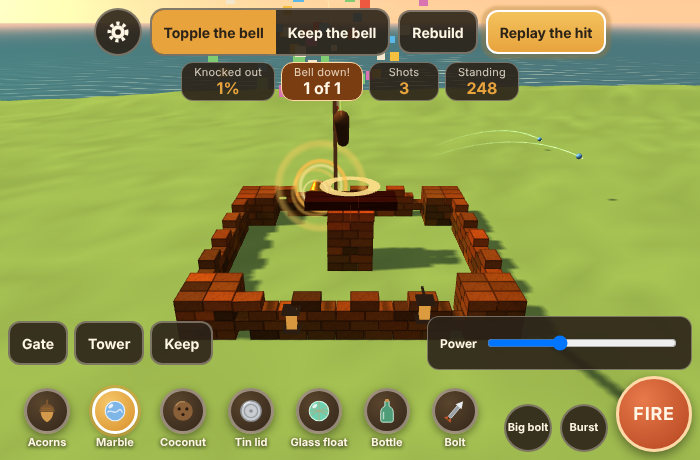 Topple the bell
Keep the bell
Rebuild
Replay the hit
Knocked out
1%
Bell down!
1 of 1
Shots
3
Standing
248
Gate
Tower
Keep
Power
Acorns
Marble
Coconut
Tin lid
Glass float
Bottle
Bolt
Big bolt
Burst
FIRE